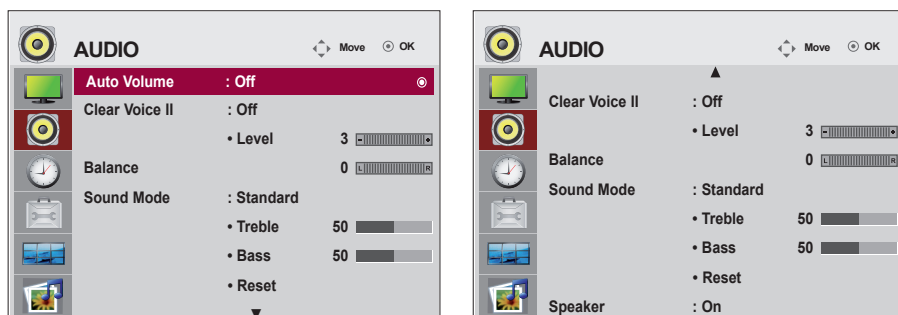 AUDIO Move OK
Auto Volume : Off
Clear Voice II : Off
• Level 3 - +
Balance 0 L R
Sound Mode : Standard
• Treble 50
• Bass 50
• Reset
AUDIO Move OK
Clear Voice II : Off
• Level 3 - +
Balance 0 L R
Sound Mode : Standard
• Treble 50
• Bass 50
• Reset
Speaker : On